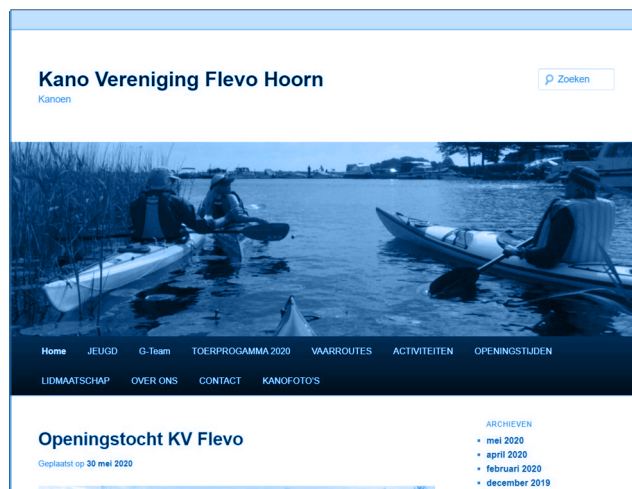 Kano Vereniging Flevo Hoorn
Kanoen
Zoeken
Home JEUGD G-Team TOERPROGAMMA 2020 VAARROUTES ACTIVITEITEN OPENINGSTIJDEN
LIDMAATSCHAP OVER ONS CONTACT KANOFOTO'S
Openingstocht KV Flevo
Geplaatst op 30 mei 2020
ARCHIEVEN
mei 2020
april 2020
februari 2020
december 2019